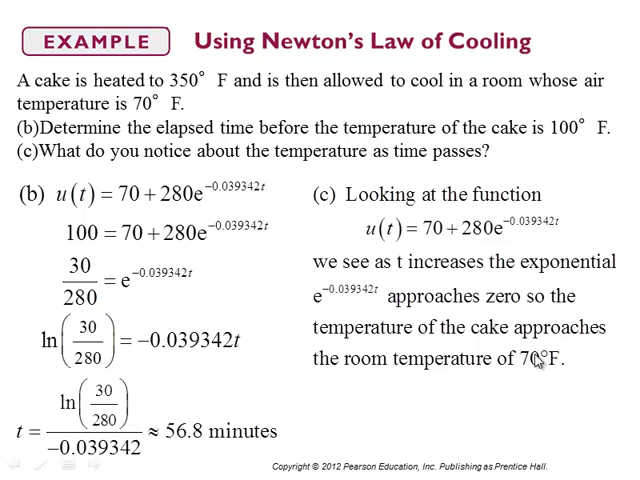 EXAMPLE Using Newton's Law of Cooling
A cake is heated to 350° F and is then allowed to cool in a room whose air
temperature is 70° F.
(b)Determine the elapsed time before the temperature of the cake is 100° F.
(c)What do you notice about the temperature as time passes?
(b) u(t) = 70 + 280e^{-0.039342t}
100 = 70 + 280e^{-0.039342t}
30/280 = e^{-0.039342t}
ln(30/280) = -0.039342t
t = ln(30/280)/-0.039342 ≈ 56.8 minutes
(c) Looking at the function
u(t) = 70 + 280e^{-0.039342t}
we see as t increases the exponential
e^{-0.039342t} approaches zero so the
temperature of the cake approaches
the room temperature of 70°F.
Copyright © 2012 Pearson Education, Inc. Publishing as Prentice Hall.